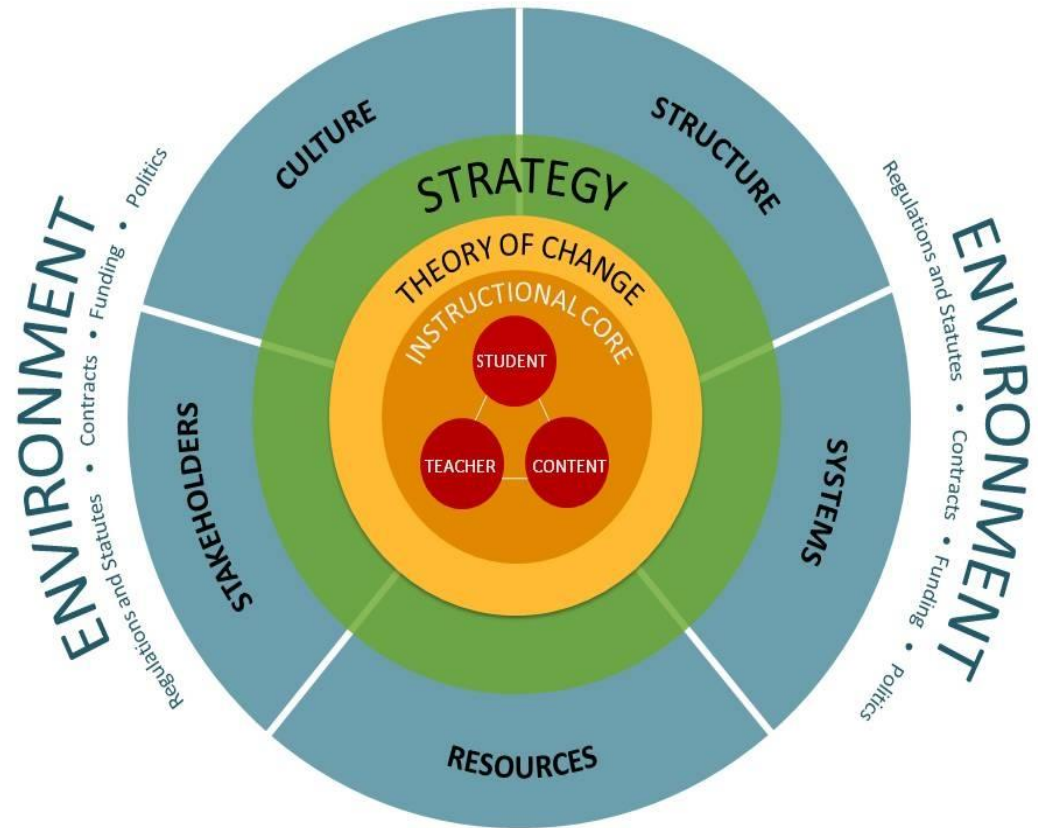 CULTURE
STRUCTURE
STRATEGY
THEORY OF CHANGE
INSTRUCTIONAL CORE
STUDENT
TEACHER
CONTENT
STAKEHOLDERS
SYSTEMS
RESOURCES
ENVIRONMENT
Regulations and Statutes • Contracts • Funding • Politics
ENVIRONMENT
Regulations and Statutes • Contracts • Funding • Politics